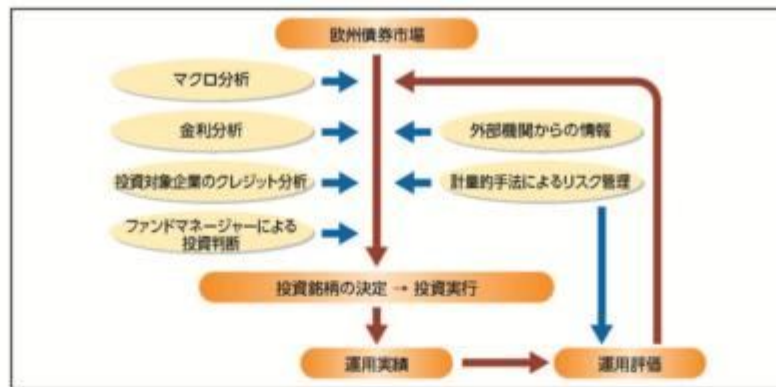 欧州債券市場
マクロ分析
金利分析
外部機関からの情報
投資対象企業のクレジット分析
計量的手法によるリスク管理
ファンドマネージャーによる
投資判断
投資銘柄の決定 → 投資実行
運用実績
運用評価